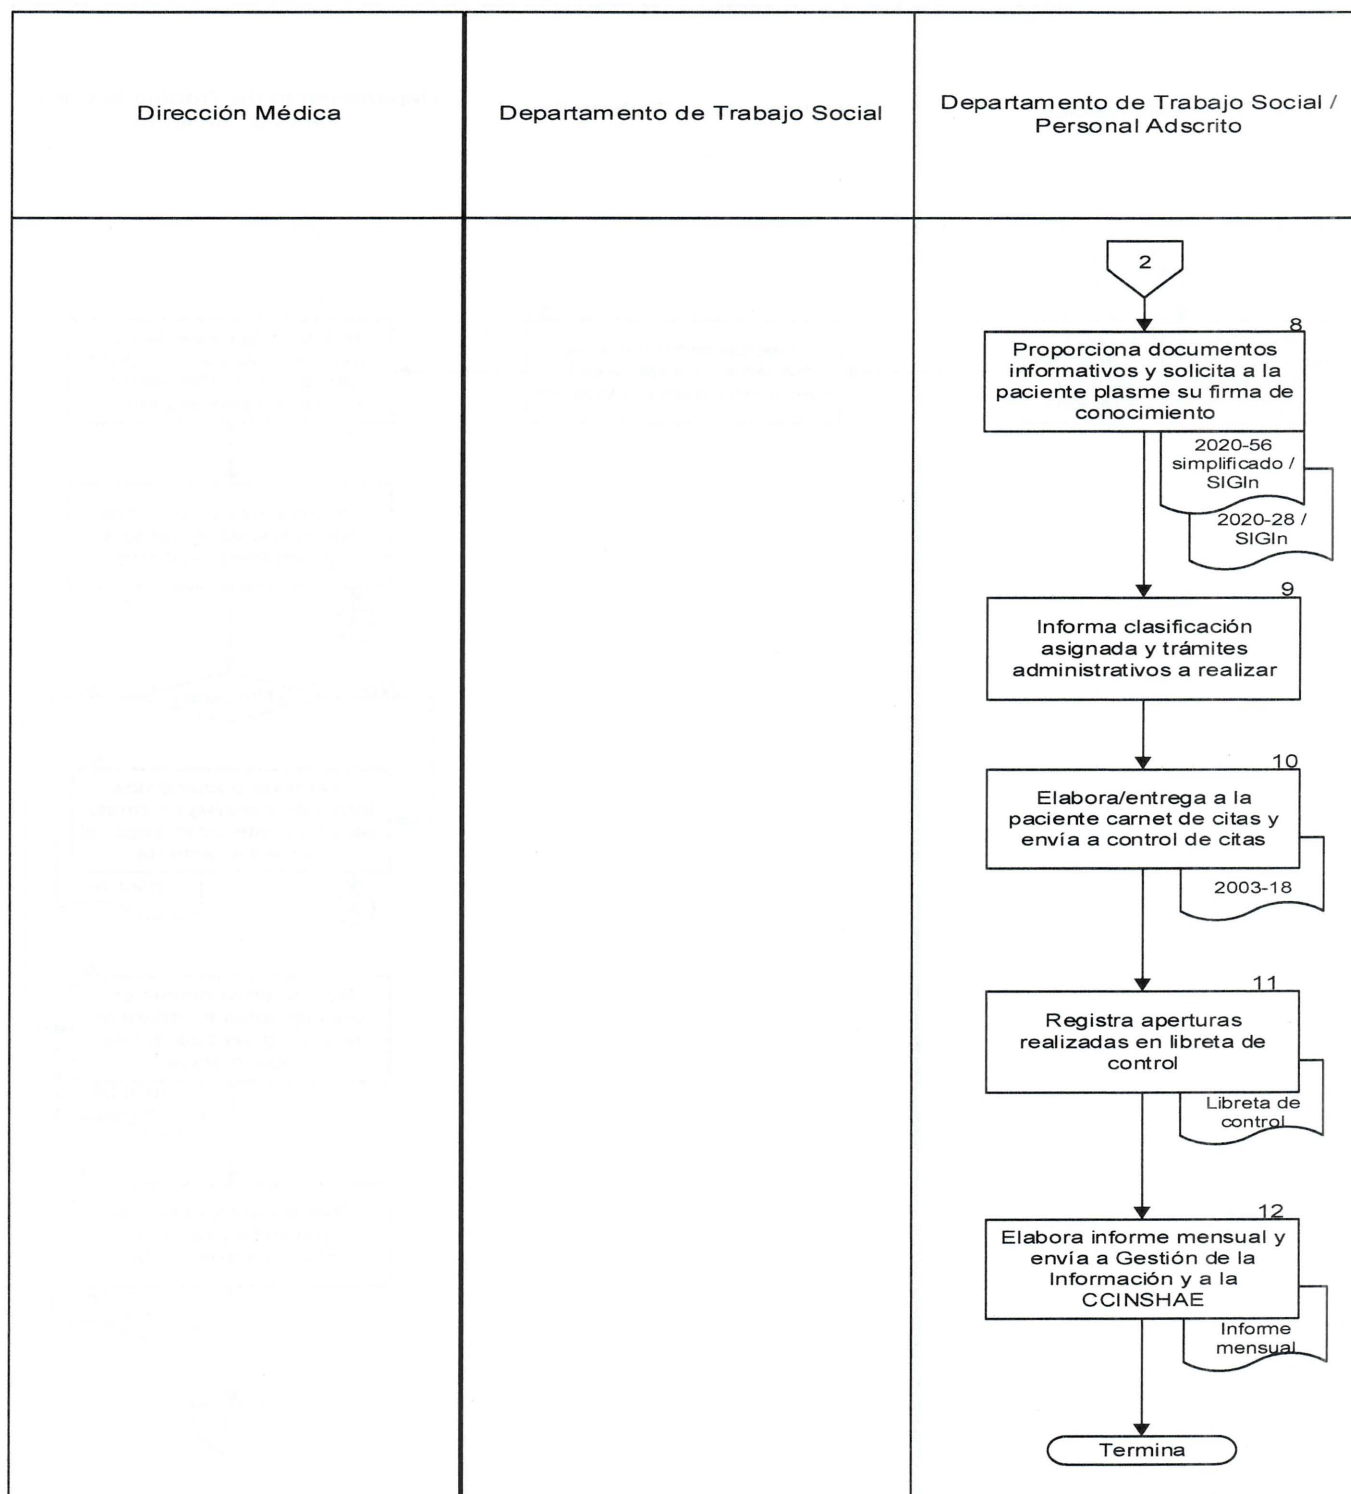 Dirección Médica
Departamento de Trabajo Social
Departamento de Trabajo Social /
Personal Adscrito
2
8
Proporciona documentos
informativos y solicita a la
paciente plasme su firma de
conocimiento
2020-56
simplificado /
SIGIn
2020-28 /
SIGIn
9
Informa clasificación
asignada y trámites
administrativos a realizar
10
Elabora/entrega a la
paciente carnet de citas y
envía a control de citas
2003-18
11
Registra aperturas
realizadas en libreta de
control
Libreta de
control
12
Elabora informe mensual y
envía a Gestión de la
Información y a la
CCINSHAE
Informe
mensual
Termina